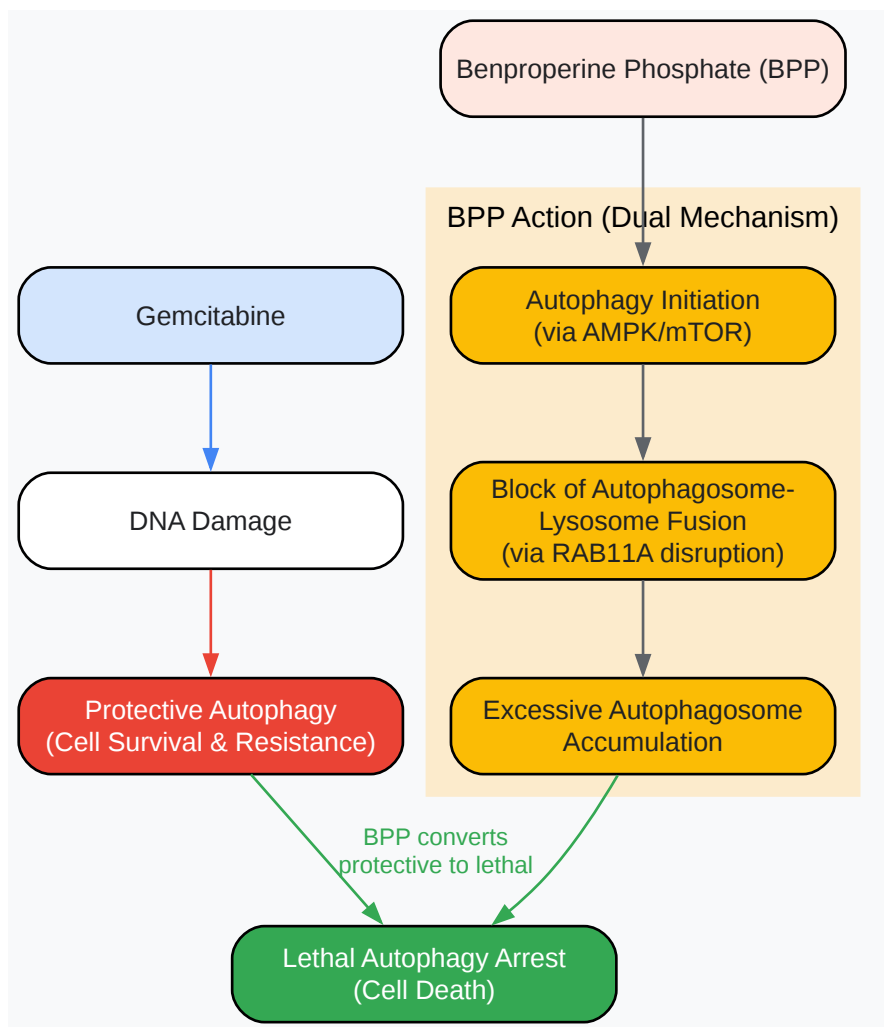 Benproperine Phosphate (BPP)
BPP Action (Dual Mechanism)
Gemcitabine
Autophagy Initiation
(via AMPK/mTOR)
DNA Damage
Block of Autophagosome-
Lysosome Fusion
(via RAB11A disruption)
Protective Autophagy
(Cell Survival & Resistance)
Excessive Autophagosome
Accumulation
BPP converts
protective to lethal
Lethal Autophagy Arrest
(Cell Death)